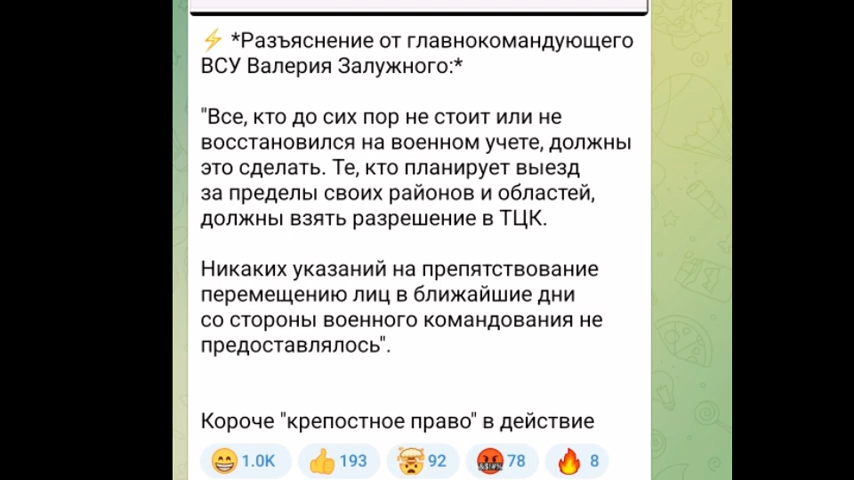 ⚡ *Разъяснение от главнокомандующего
ВСУ Валерия Залужного:*
"Все, кто до сих пор не стоит или не
восстановился на военном учете, должны
это сделать. Те, кто планирует выезд
за пределы своих районов и областей,
должны взять разрешение в ТЦК.
Никаких указаний на препятствование
перемещению лиц в ближайшие дни
со стороны военного командования не
предоставлялось".
Короче "крепостное право" в действие
😁 1.0K 👍 193 🤯 92 🤬 78 🔥 8